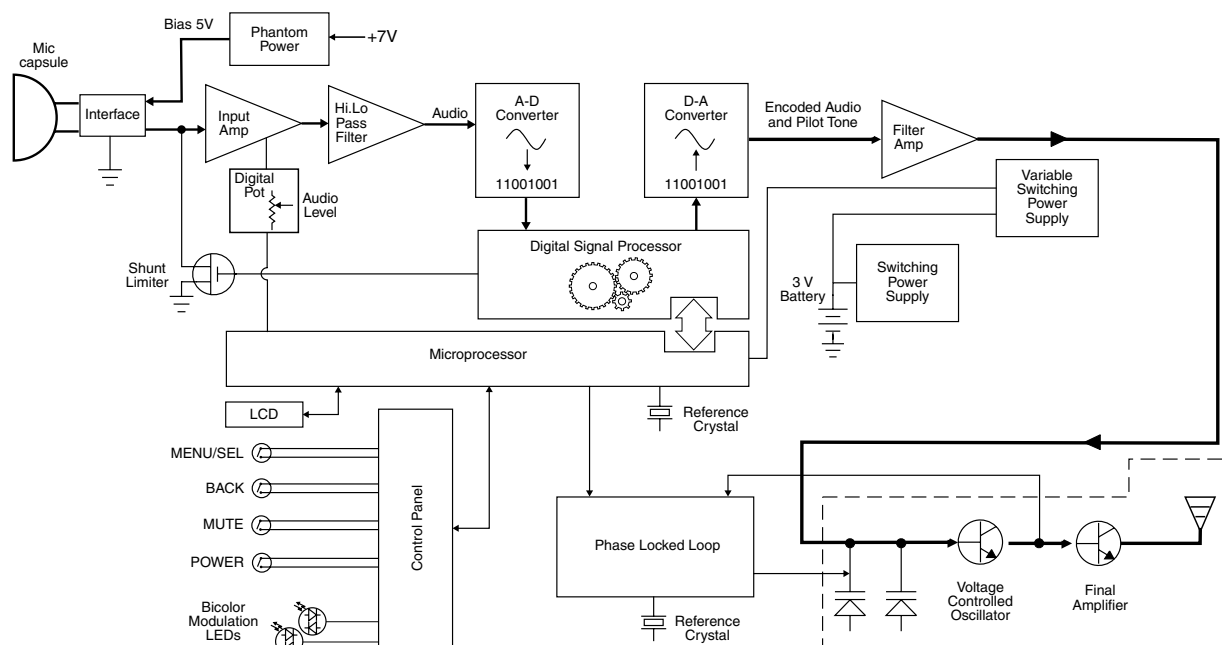 Mic
capsule
Bias 5V
Phantom
Power
+7V
Interface
Input
Amp
Hi.Lo
Pass
Filter
Audio
A-D
Converter
11001001
D-A
Converter
11001001
Encoded Audio
and Pilot Tone
Filter
Amp
Variable
Switching
Power
Supply
Digital
Pot
Audio
Level
Digital Signal Processor
Shunt
Limiter
3 V
Battery
Switching
Power
Supply
Microprocessor
LCD
Reference
Crystal
MENU/SEL
BACK
MUTE
POWER
Bicolor
Modulation
LEDs
Control Panel
Phase Locked Loop
Reference
Crystal
Voltage
Controlled
Oscillator
Final
Amplifier